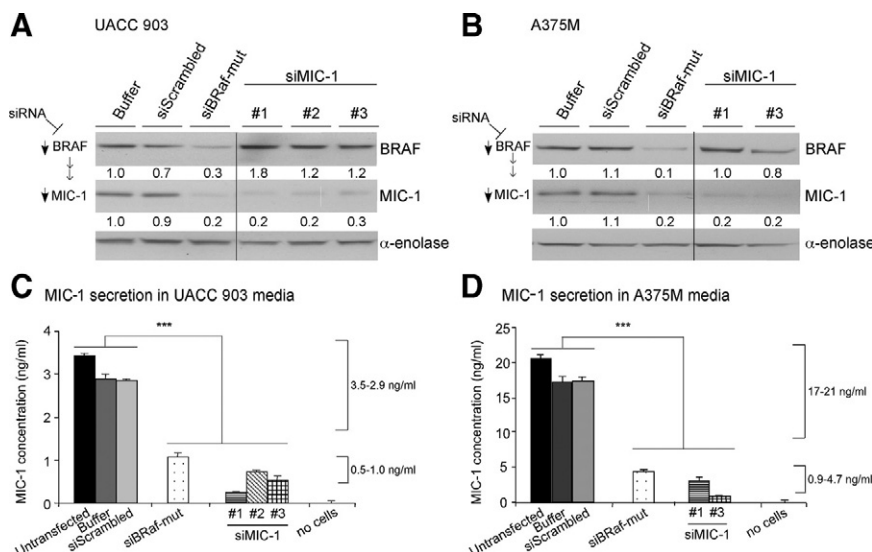 A UACC 903
Buffer
siScrambled
siBRaf-mut
siMIC-1
#1 #2 #3
siRNA
BRAF
BRAF
1.0 0.7 0.3 1.8 1.2 1.2
MIC-1
MIC-1
1.0 0.9 0.2 0.2 0.2 0.3
α-enolase
B A375M
Buffer
siScrambled
siBRaf-mut
siMIC-1
#1 #3
siRNA
BRAF
BRAF
1.0 1.1 0.1 1.0 0.8
MIC-1
MIC-1
1.0 1.1 0.2 0.2 0.2
α-enolase
C MIC-1 secretion in UACC 903 media
MIC-1 concentration (ng/ml)
4
3
2
1
0
***
3.5-2.9 ng/ml
0.5-1.0 ng/ml
Untransfected
Buffer
siScrambled
siBRaf-mut
#1 #2 #3
siMIC-1
no cells
D MIC-1 secretion in A375M media
MIC-1 concentration (ng/ml)
25
20
15
10
5
0
***
17-21 ng/ml
0.9-4.7 ng/ml
Untransfected
Buffer
siScrambled
siBRaf-mut
#1 #3
siMIC-1
no cells